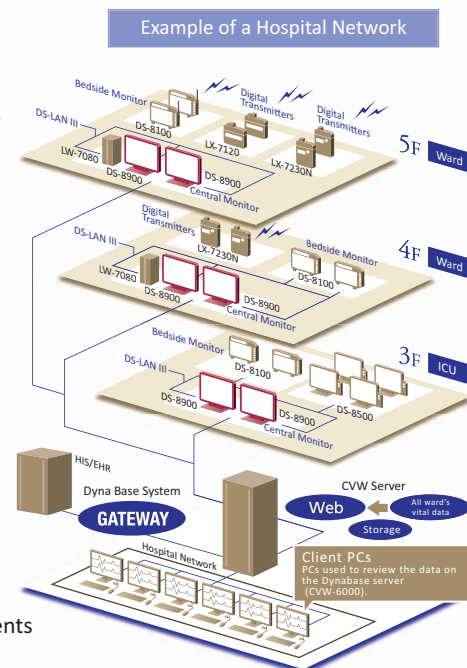 Example of a Hospital Network
Bedside Monitor
Digital
Transmitters
Digital
Transmitters
DS-LAN III
DS-8100
LX-7120
LX-7230N
LW-7080
DS-8900
DS-8900
Central Monitor
5F Ward
Digital
Transmitters
DS-LAN III
LX-7230N
Bedside Monitor
LW-7080
DS-8100
DS-8900
DS-8900
Central Monitor
4F Ward
Bedside Monitor
DS-LAN III
DS-8100
DS-8900
DS-8900
DS-8500
Central Monitor
3F ICU
HIS/EHR
Dyna Base System
GATEWAY
CVW Server
Web
All ward's
vital data
Storage
Hospital Network
Client PCs
PCs used to review the data on
the Dynabase server
(CVW-6000).
ents